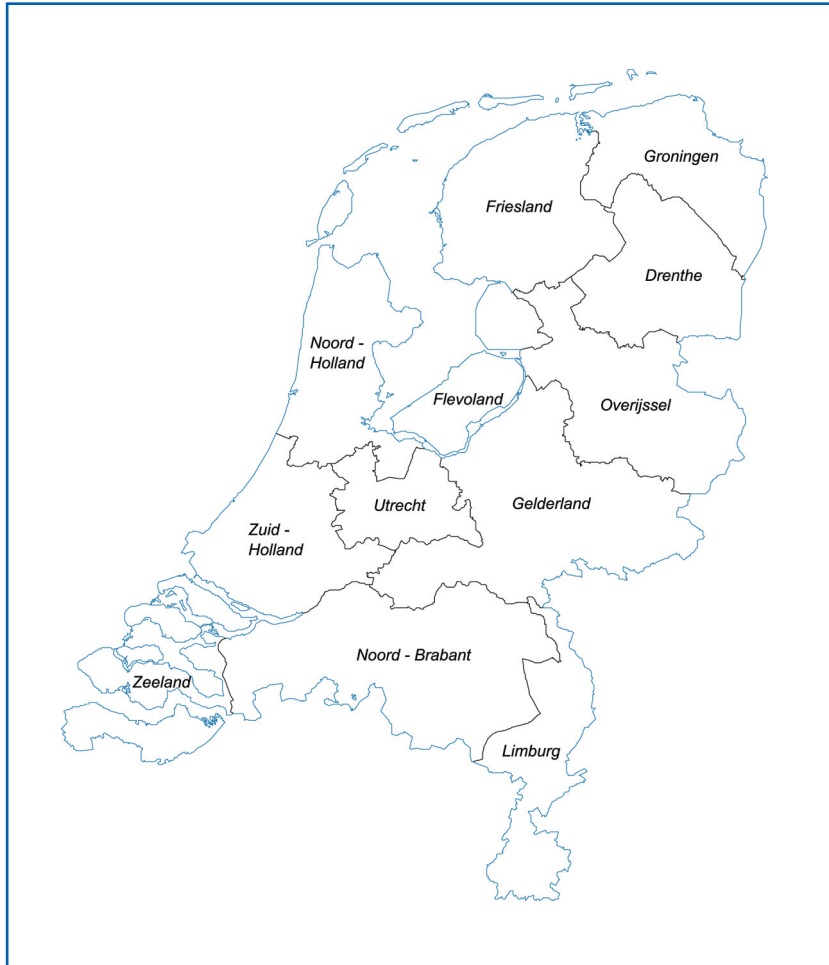 Groningen
Friesland
Drenthe
Noord -
Holland
Flevoland
Overijssel
Utrecht
Gelderland
Zuid -
Holland
Noord - Brabant
Zeeland
Limburg